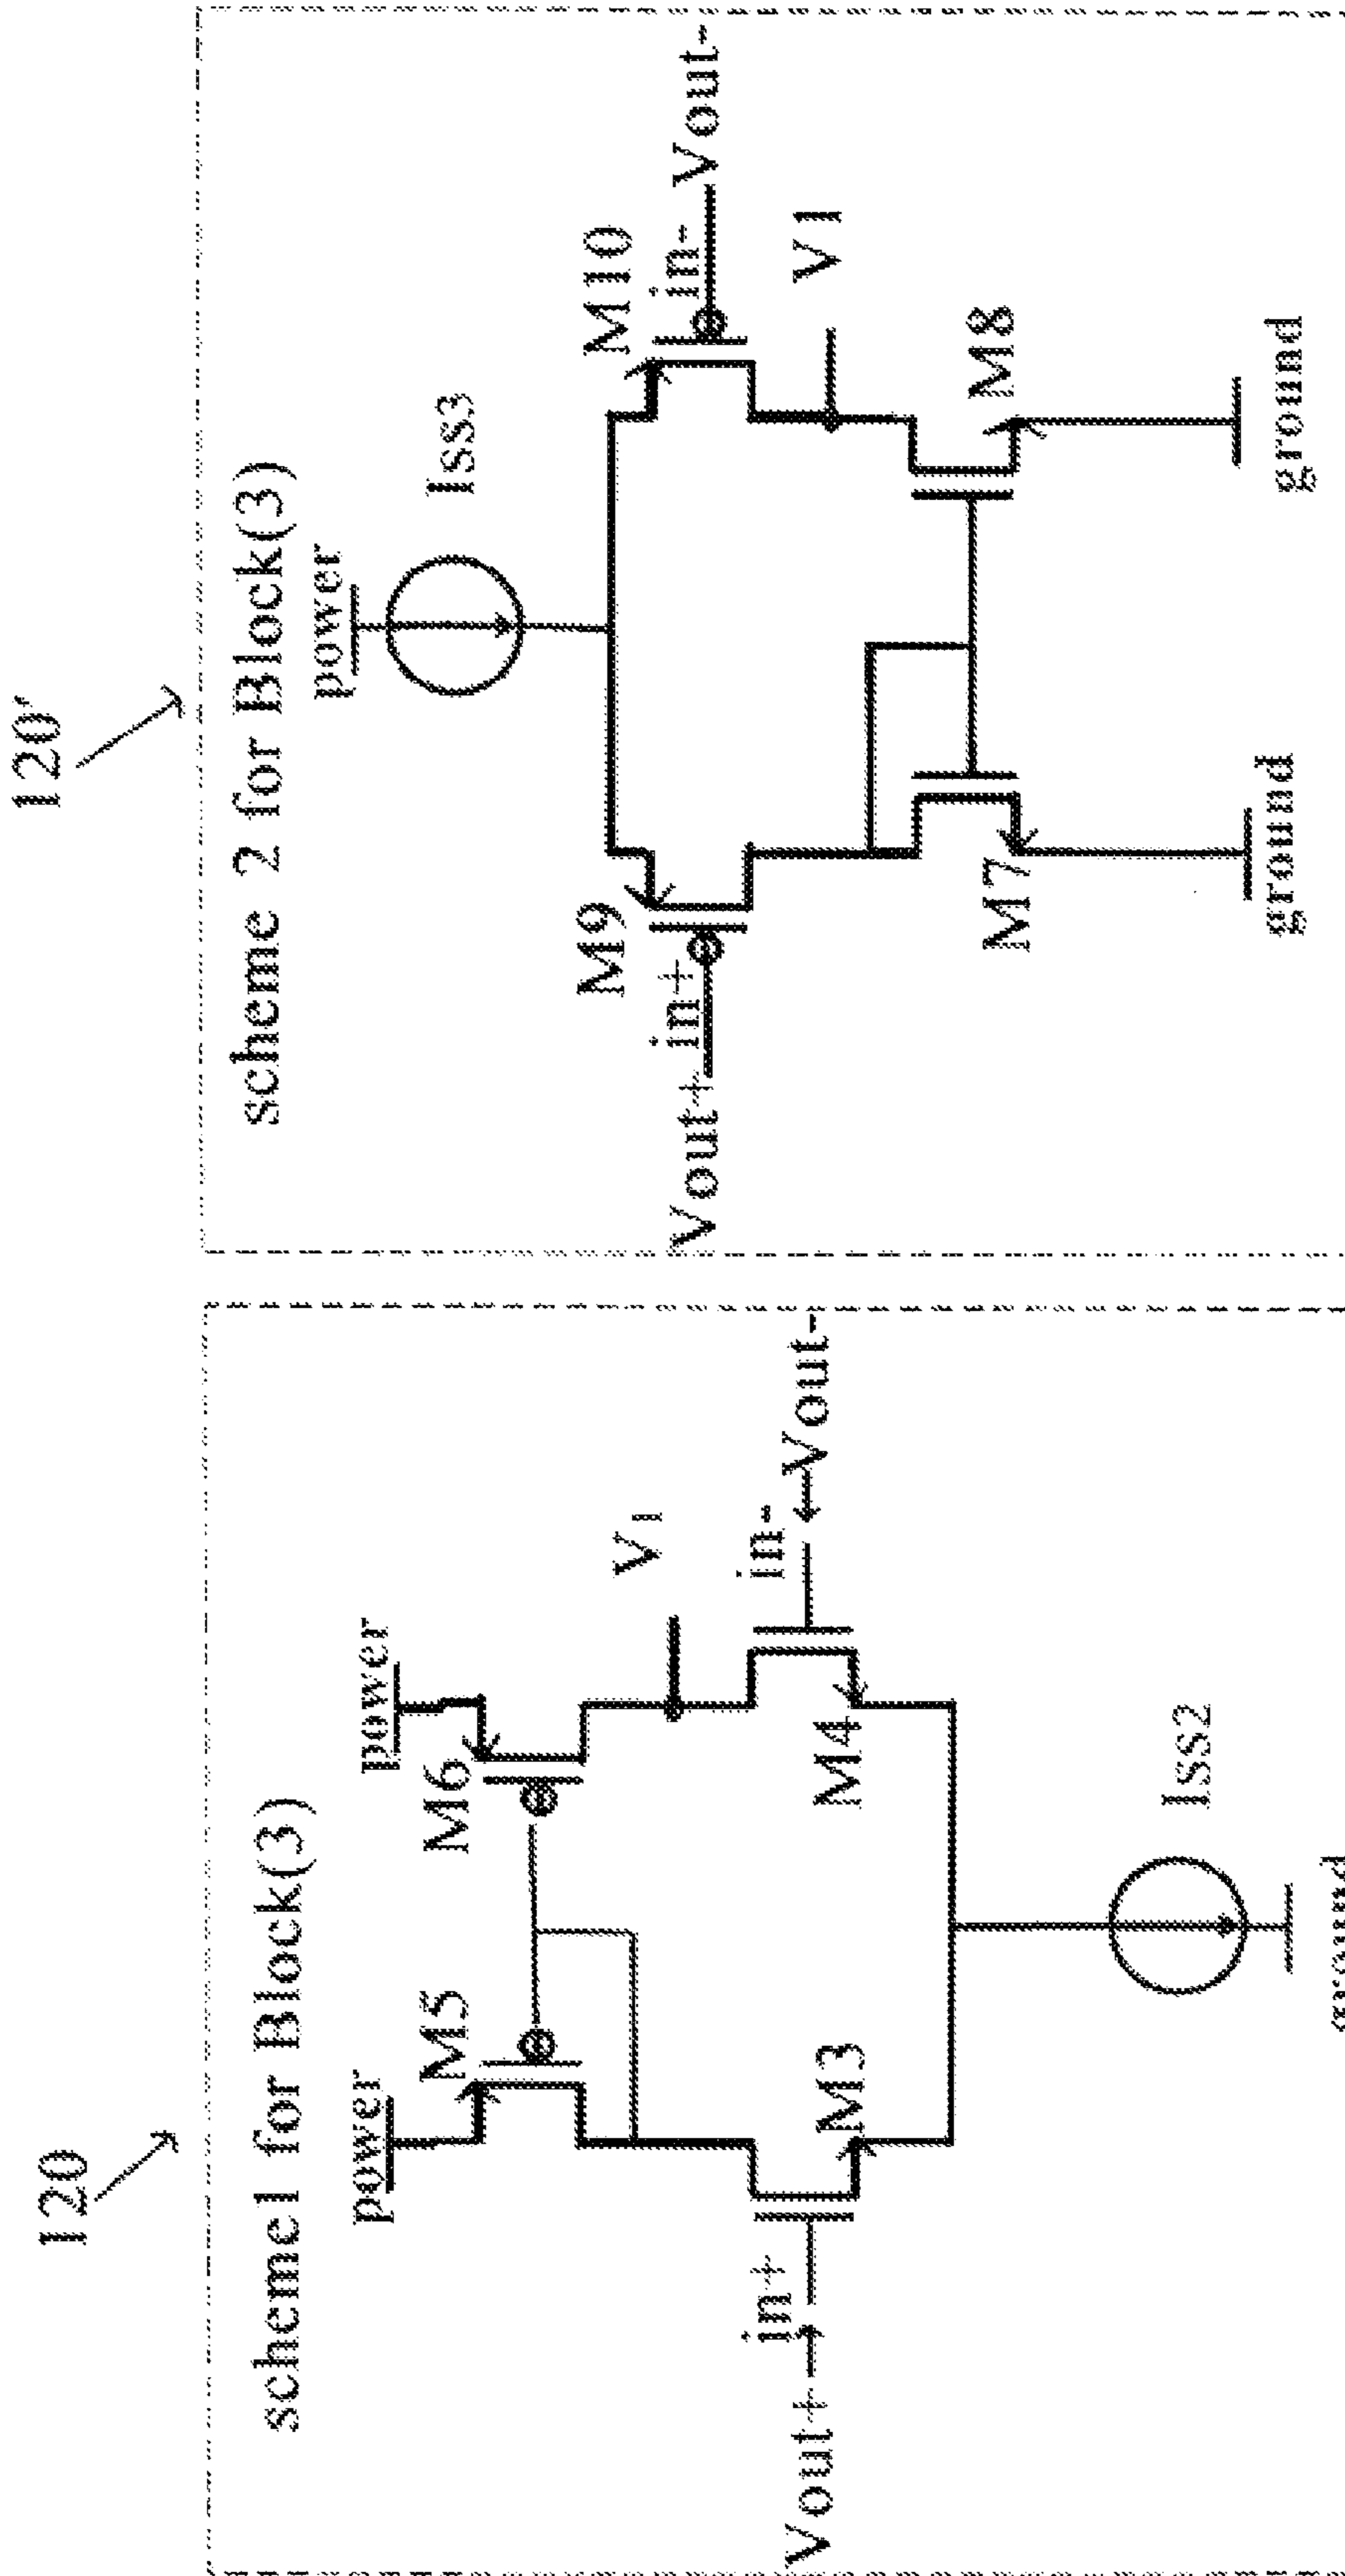 120
scheme1 for Block(3)
power
power
M5
M6
V1
Vout+
in+
in-
Vout-
M3
M4
Iss2
ground
120'
scheme 2 for Block(3)
power
Iss3
M9
M10
Vout+
in+
in-
Vout-
V1
M7
M8
ground
ground